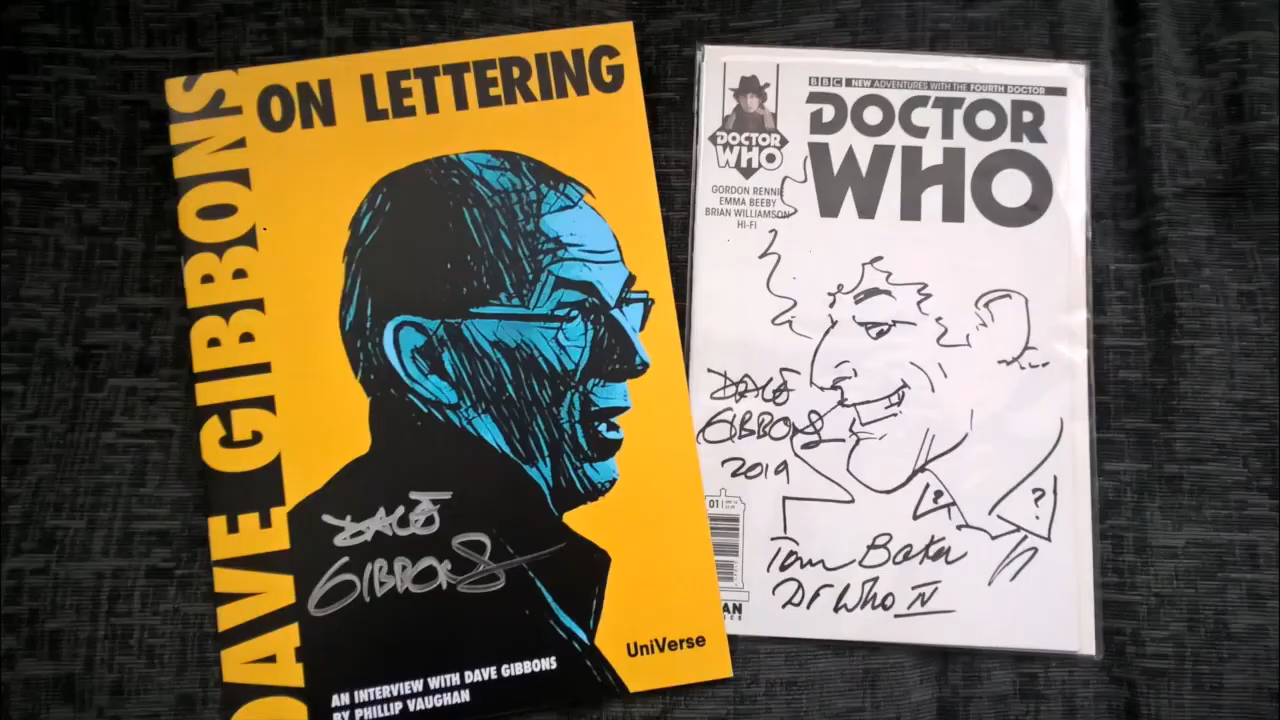 DAVE GIBBONS
ON LETTERING
DAVE
GIBBONS
UniVerse
AN INTERVIEW WITH DAVE GIBBONS
BY PHILLIP VAUGHAN
BBC NEW ADVENTURES WITH THE FOURTH DOCTOR
DOCTOR
WHO
DOCTOR
WHO
GORDON RENNIE
EMMA BEEBY
BRIAN WILLIAMSON
HI-FI
DAVE
GIBBONS
2019
? ?
01
Tom Baker
Dr Who IV
AN